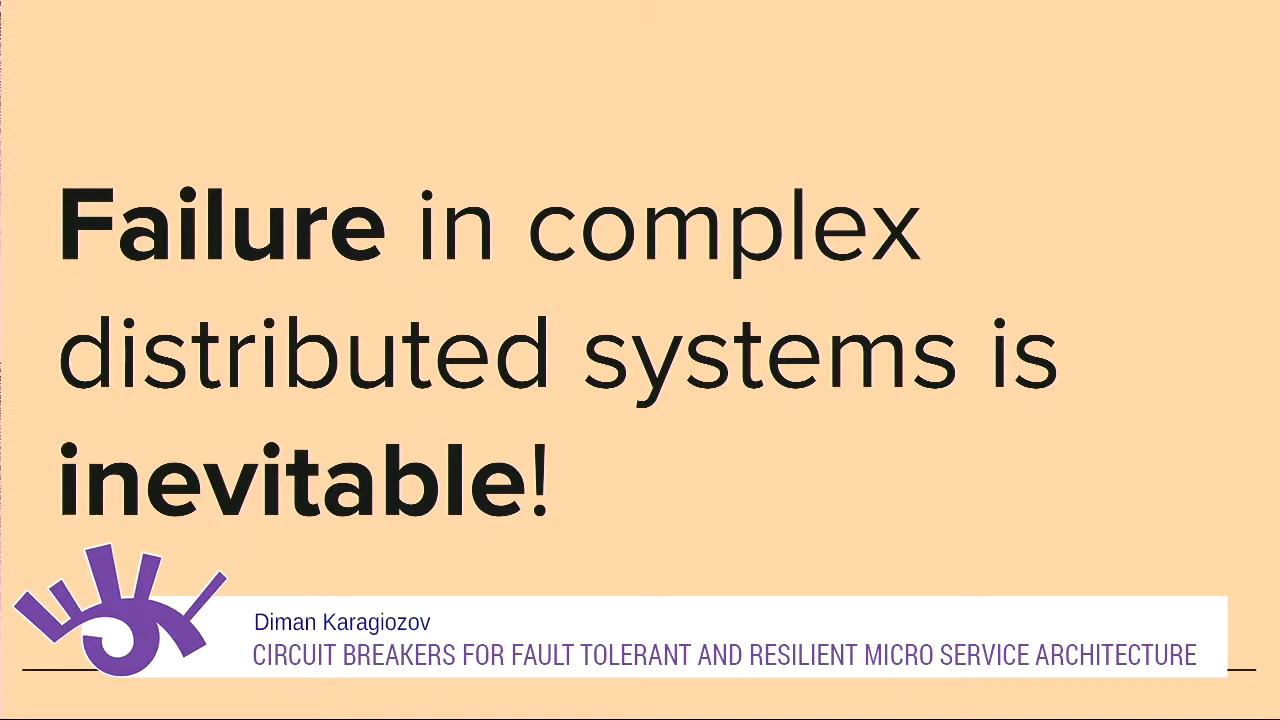 Failure in complex
distributed systems is
inevitable!
Diman Karagiozov
CIRCUIT BREAKERS FOR FAULT TOLERANT AND RESILIENT MICRO SERVICE ARCHITECTURE